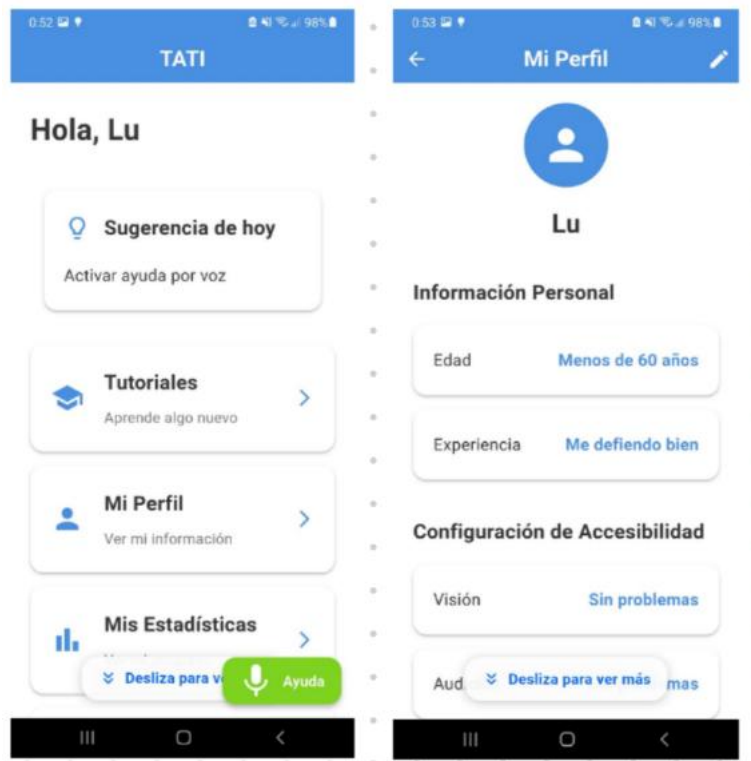 0:52
98%
TATI
Hola, Lu
Sugerencia de hoy
Activar ayuda por voz
Tutoriales
Aprende algo nuevo
Mi Perfil
Ver mi información
Mis Estadísticas
Desliza para v
Ayuda
0:53
98%
Mi Perfil
Lu
Información Personal
Edad Menos de 60 años
Experiencia Me defiendo bien
Configuración de Accesibilidad
Visión Sin problemas
Aud mas
Desliza para ver más